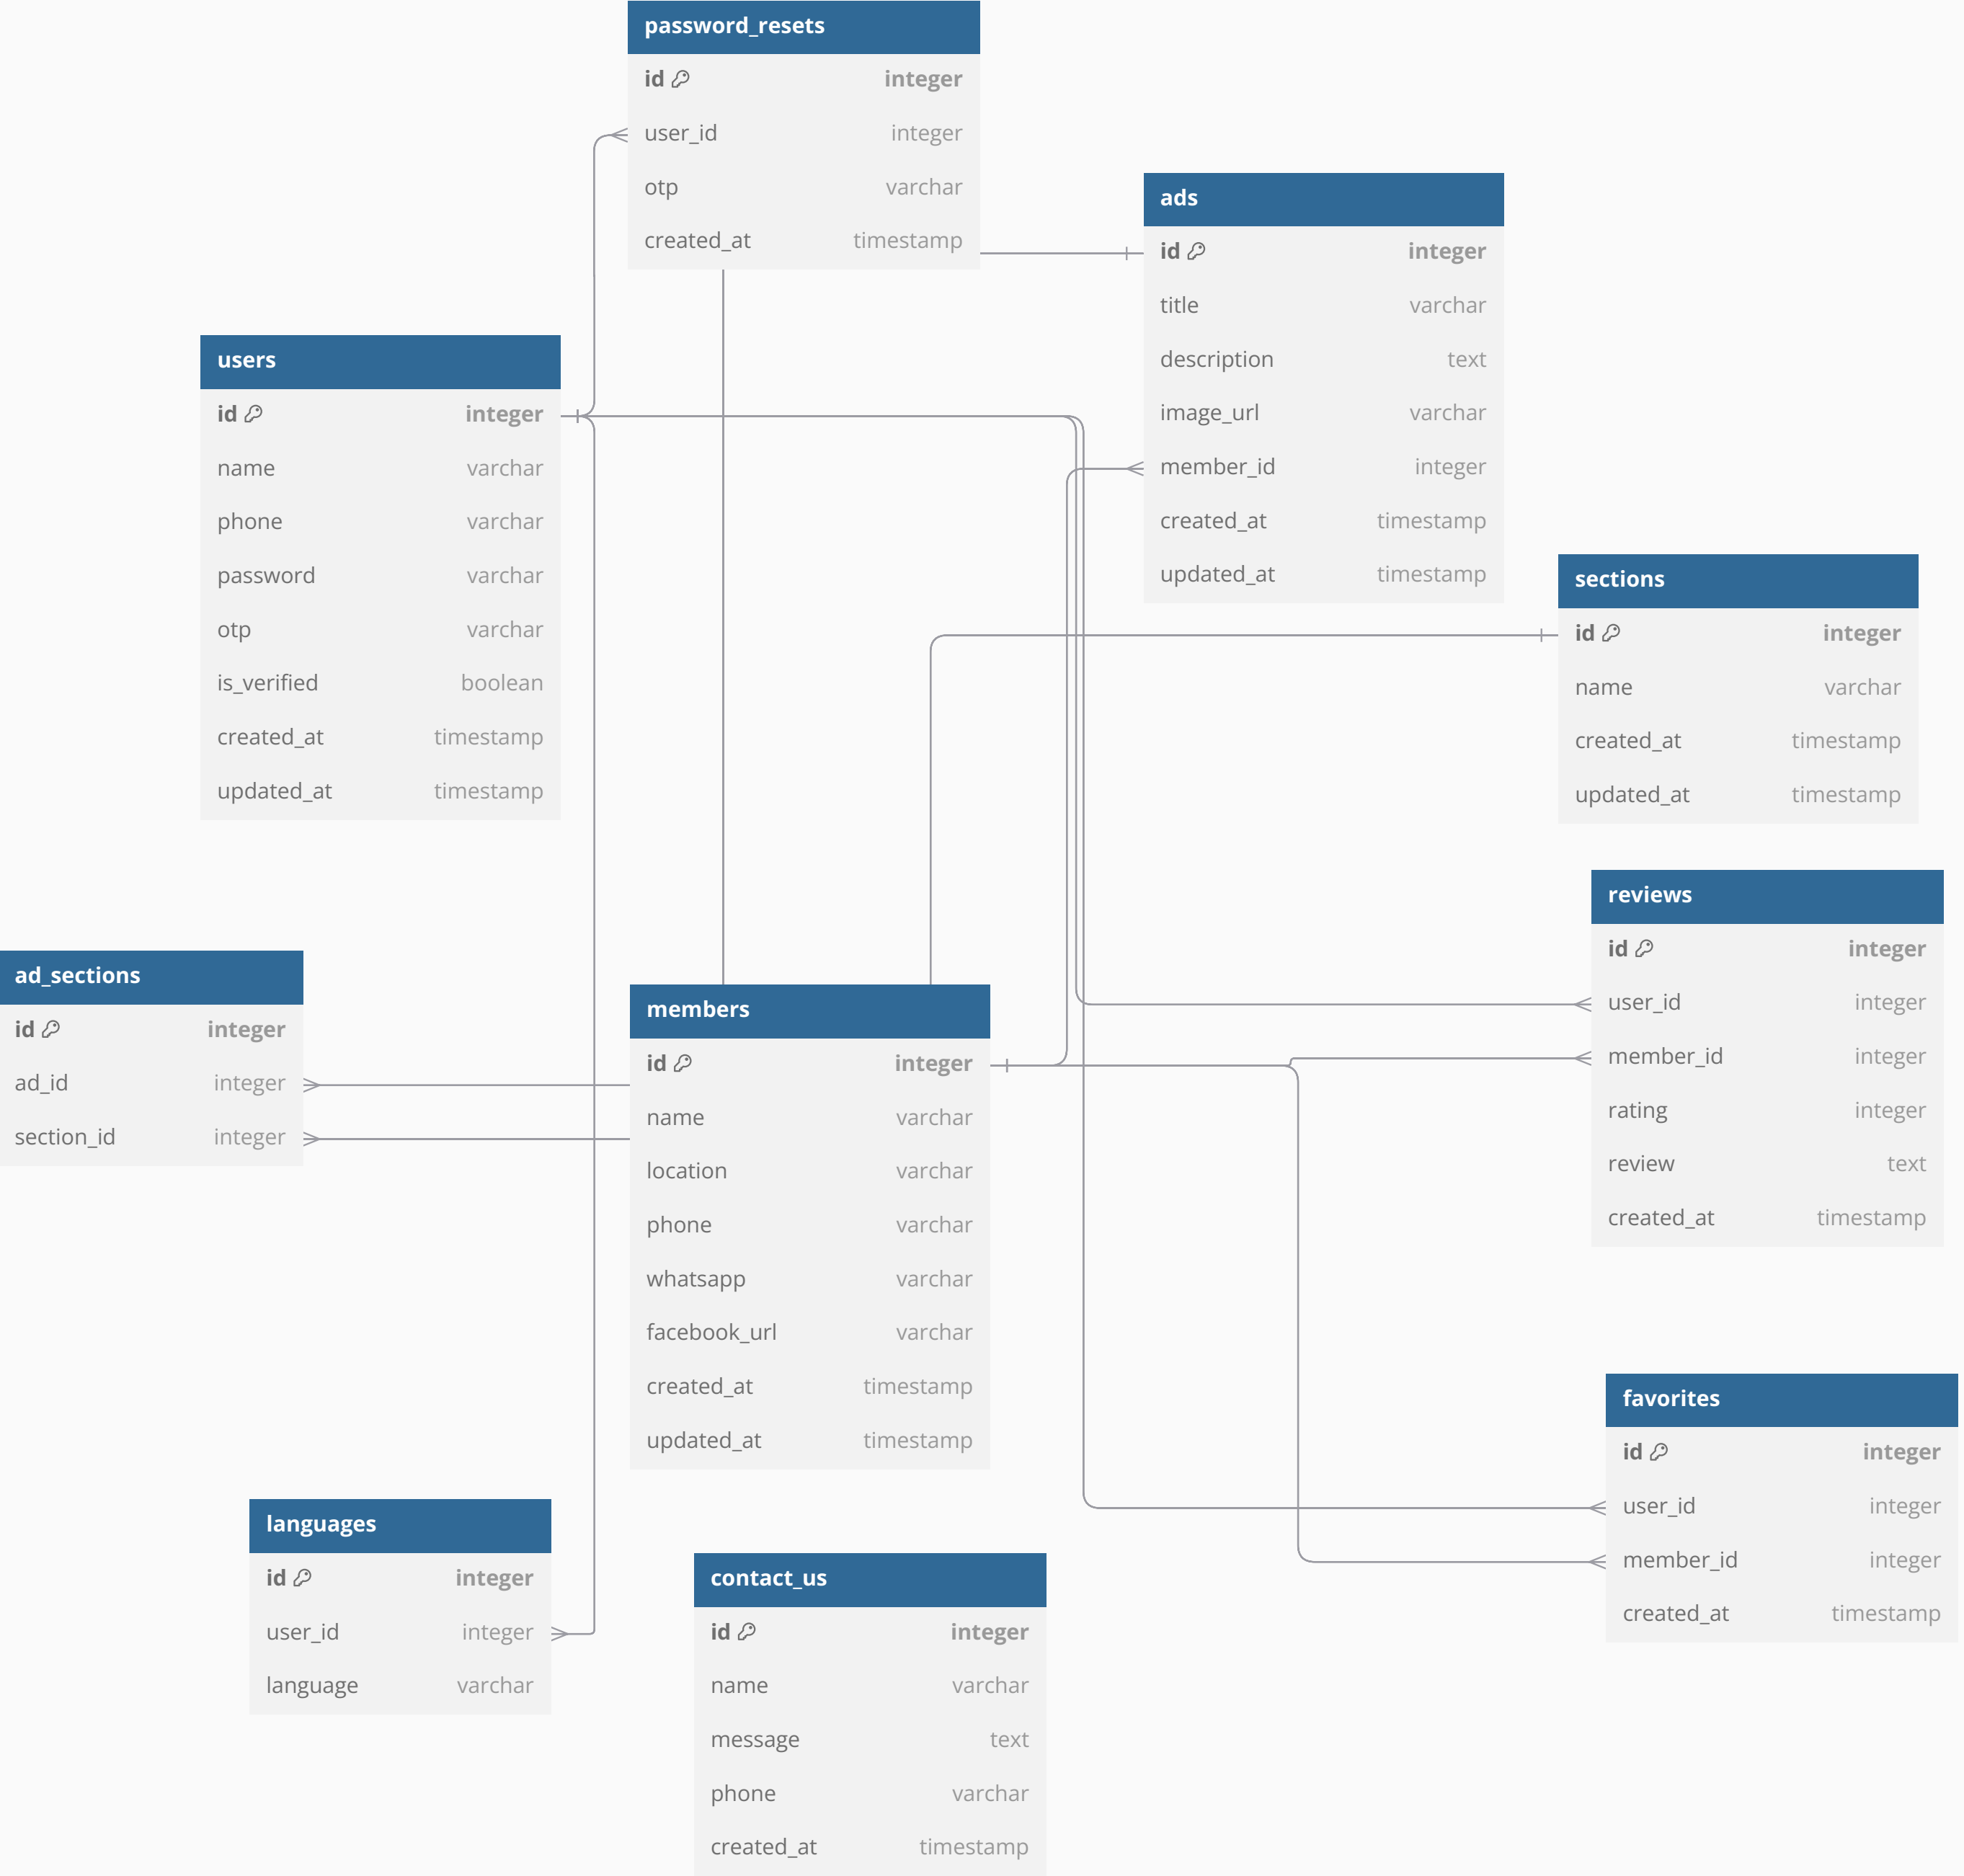 password_resets
id integer
user_id integer
otp varchar
created_at timestamp
ads
id integer
title varchar
description text
image_url varchar
member_id integer
created_at timestamp
updated_at timestamp
users
id integer
name varchar
phone varchar
password varchar
otp varchar
is_verified boolean
created_at timestamp
updated_at timestamp
sections
id integer
name varchar
created_at timestamp
updated_at timestamp
reviews
id integer
user_id integer
member_id integer
rating integer
review text
created_at timestamp
ad_sections
id integer
ad_id integer
section_id integer
members
id integer
name varchar
location varchar
phone varchar
whatsapp varchar
facebook_url varchar
created_at timestamp
updated_at timestamp
favorites
id integer
user_id integer
member_id integer
created_at timestamp
languages
id integer
user_id integer
language varchar
contact_us
id integer
name varchar
message text
phone varchar
created_at timestamp